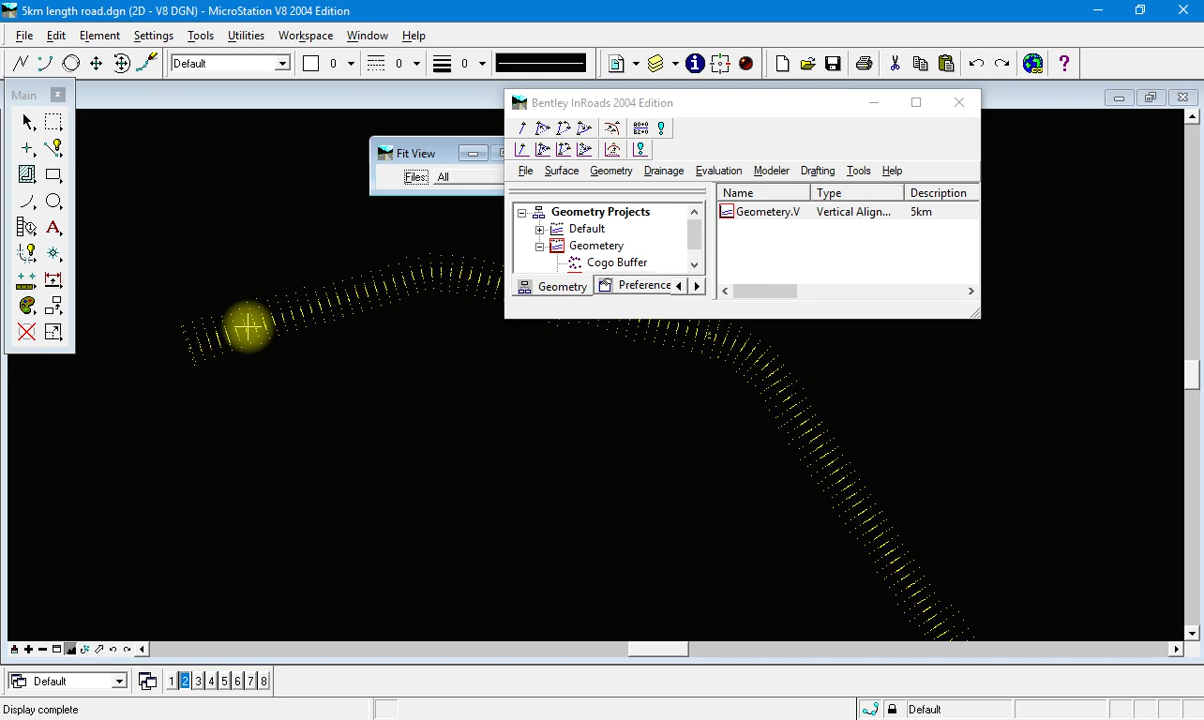 5km length road.dgn (2D - V8 DGN) - MicroStation V8 2004 Edition
File Edit Element Settings Tools Utilities Workspace Window Help
Default 0 0 0
Main
Bentley InRoads 2004 Edition
Fit View
Files: All
File Surface Geometry Drainage Evaluation Modeler Drafting Tools Help
Name Type Description
Geometry Projects
Geometery.V Vertical Align... 5km
Default
Geometery
Cogo Buffer
Geometry Preference
Default 1 2 3 4 5 6 7 8
Display complete Default